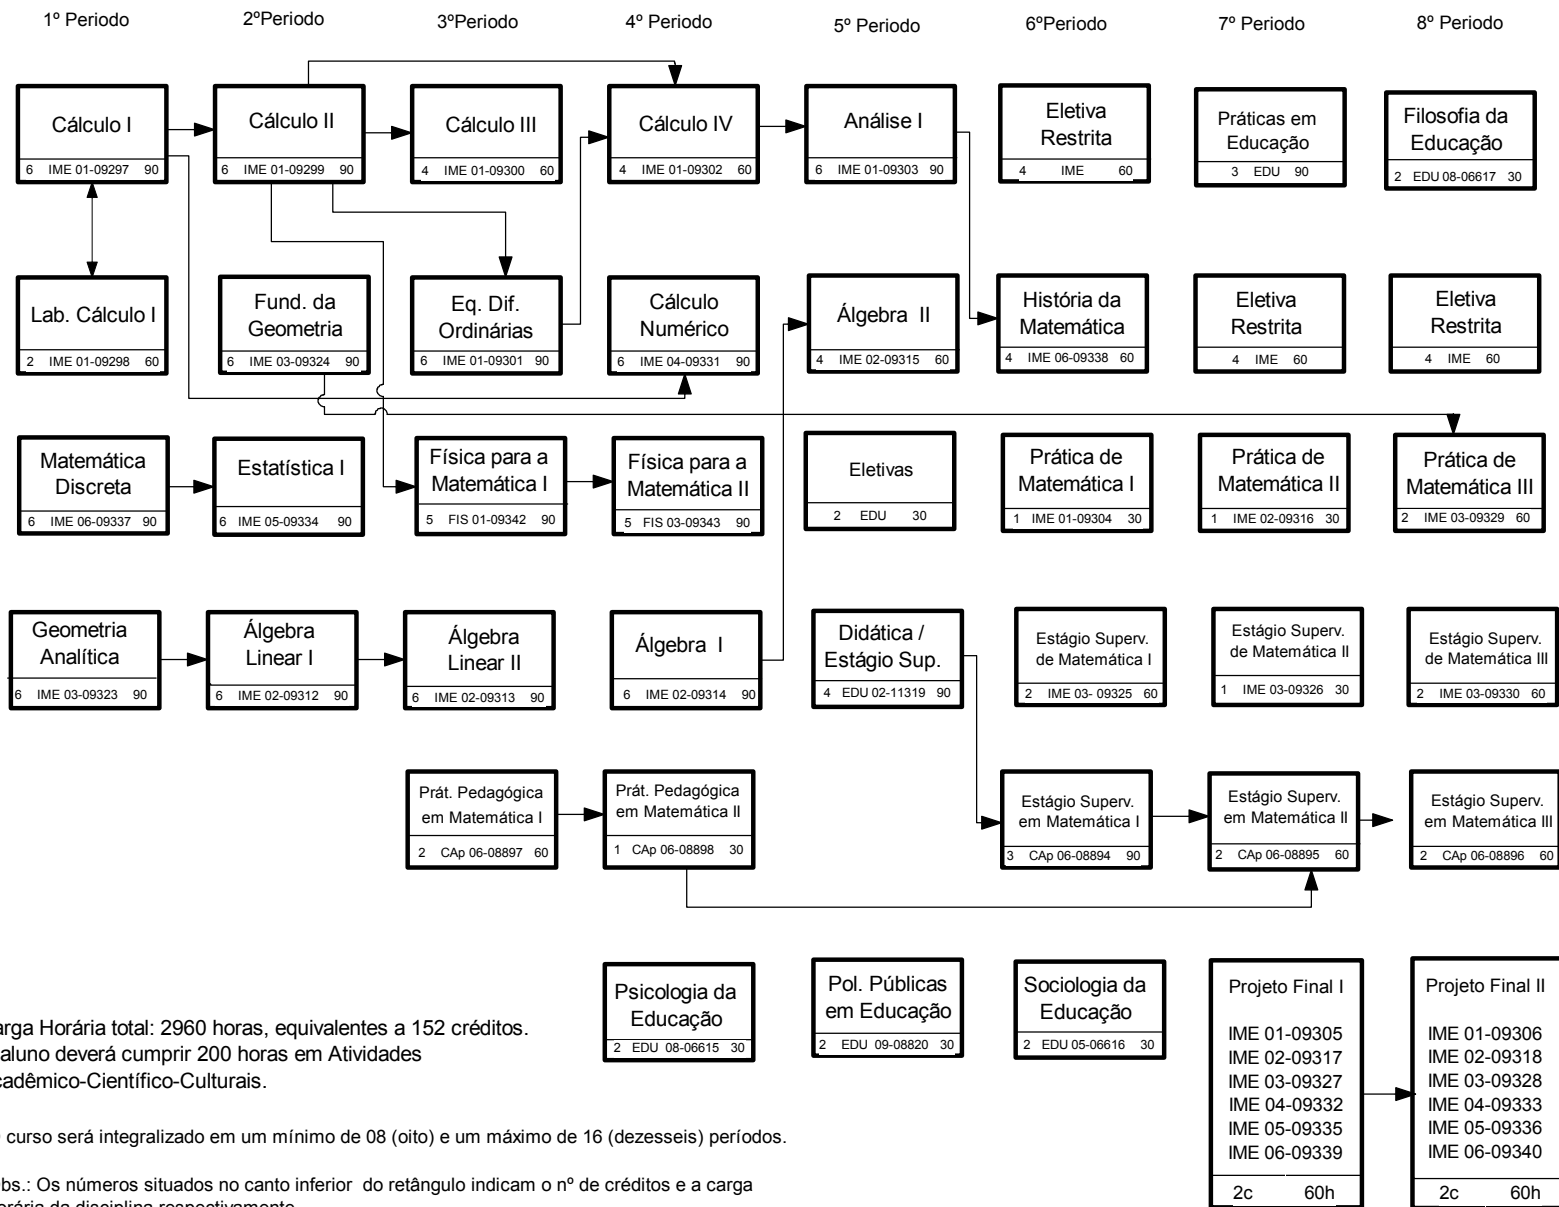 1º Periodo 2ºPeriodo 3ºPeriodo 4º Periodo 5º Periodo 6ºPeriodo 7º Periodo 8º Periodo
Cálculo I
6 IME 01-09297 90
Cálculo II
6 IME 01-09299 90
Cálculo III
4 IME 01-09300 60
Cálculo IV
4 IME 01-09302 60
Análise I
6 IME 01-09303 90
Eletiva
Restrita
4 IME 60
Práticas em
Educação
3 EDU 90
Filosofia da
Educação
2 EDU 08-06617 30
Lab. Cálculo I
2 IME 01-09298 60
Fund. da
Geometria
6 IME 03-09324 90
Eq. Dif.
Ordinárias
6 IME 01-09301 90
Cálculo
Numérico
6 IME 04-09331 90
Álgebra II
4 IME 02-09315 60
História da
Matemática
4 IME 06-09338 60
Eletiva
Restrita
4 IME 60
Eletiva
Restrita
4 IME 60
Matemática
Discreta
6 IME 06-09337 90
Estatística I
6 IME 05-09334 90
Física para a
Matemática I
5 FIS 01-09342 90
Física para a
Matemática II
5 FIS 03-09343 90
Eletivas
2 EDU 30
Prática de
Matemática I
1 IME 01-09304 30
Prática de
Matemática II
1 IME 02-09316 30
Prática de
Matemática III
2 IME 03-09329 60
Geometria
Analítica
6 IME 03-09323 90
Álgebra
Linear I
6 IME 02-09312 90
Álgebra
Linear II
6 IME 02-09313 90
Álgebra I
6 IME 02-09314 90
Didática /
Estágio Sup.
4 EDU 02-11319 90
Estágio Superv.
de Matemática I
2 IME 03- 09325 60
Estágio Superv.
de Matemática II
1 IME 03-09326 30
Estágio Superv.
de Matemática III
2 IME 03-09330 60
Prát. Pedagógica
em Matemática I
2 CAp 06-08897 60
Prát. Pedagógica
em Matemática II
1 CAp 06-08898 30
Estágio Superv.
em Matemática I
3 CAp 06-08894 90
Estágio Superv.
em Matemática II
2 CAp 06-08895 60
Estágio Superv.
em Matemática III
2 CAp 06-08896 60
Psicologia da
Educação
2 EDU 08-06615 30
Pol. Públicas
em Educação
2 EDU 09-08820 30
Sociologia da
Educação
2 EDU 05-06616 30
Projeto Final I
IME 01-09305
IME 02-09317
IME 03-09327
IME 04-09332
IME 05-09335
IME 06-09339
2c 60h
Projeto Final II
IME 01-09306
IME 02-09318
IME 03-09328
IME 04-09333
IME 05-09336
IME 06-09340
2c 60h
arga Horária total: 2960 horas, equivalentes a 152 créditos.
aluno deverá cumprir 200 horas em Atividades
cadêmico-Científico-Culturais.
curso será integralizado em um mínimo de 08 (oito) e um máximo de 16 (dezesseis) períodos.
bs.: Os números situados no canto inferior do retângulo indicam o nº de créditos e a carga
orária da disciplina respectivamente